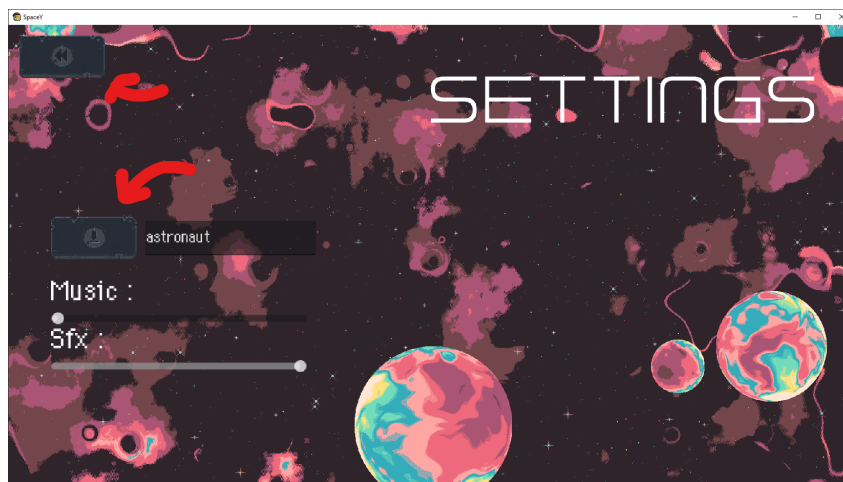 SpaceY
SETTINGS
astronaut
Music :
Sfx :